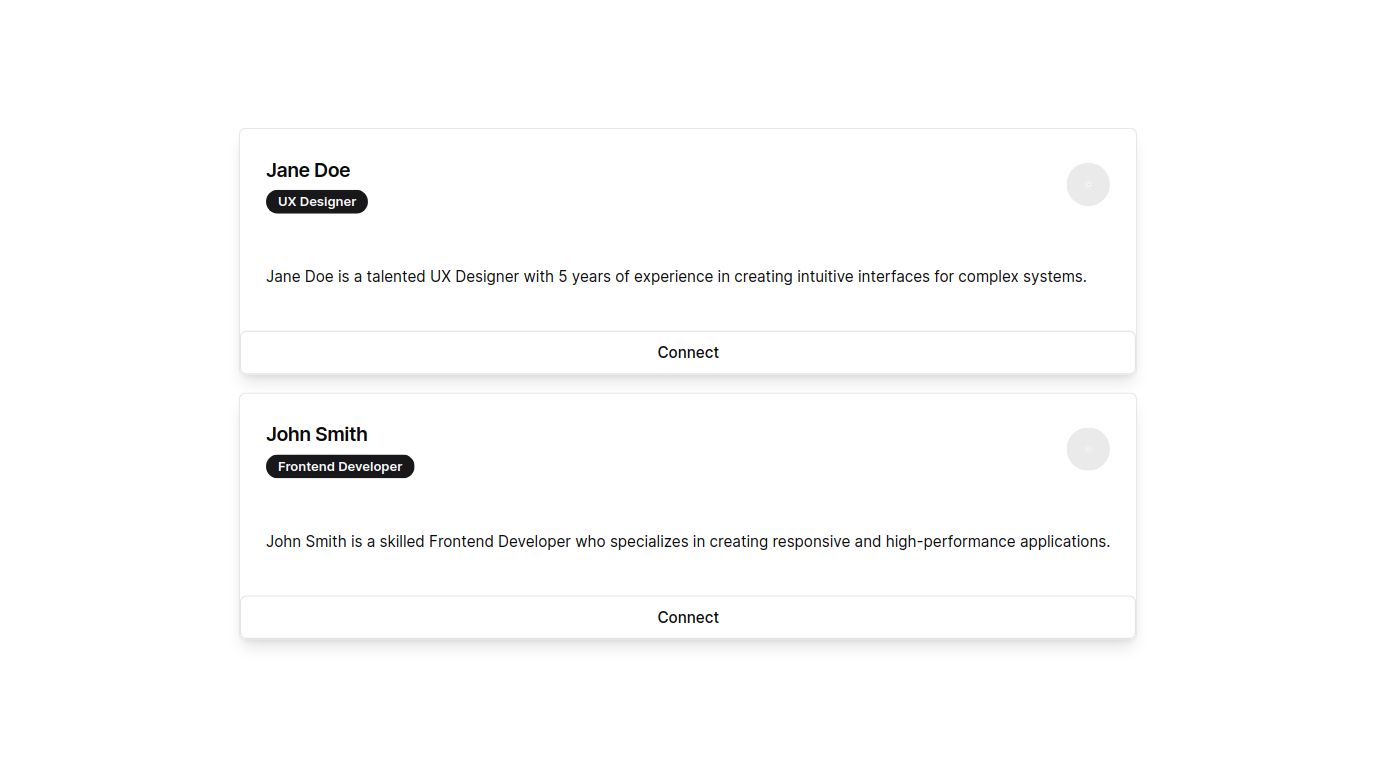 Jane Doe
UX Designer
Jane Doe is a talented UX Designer with 5 years of experience in creating intuitive interfaces for complex systems.
Connect
John Smith
Frontend Developer
John Smith is a skilled Frontend Developer who specializes in creating responsive and high-performance applications.
Connect